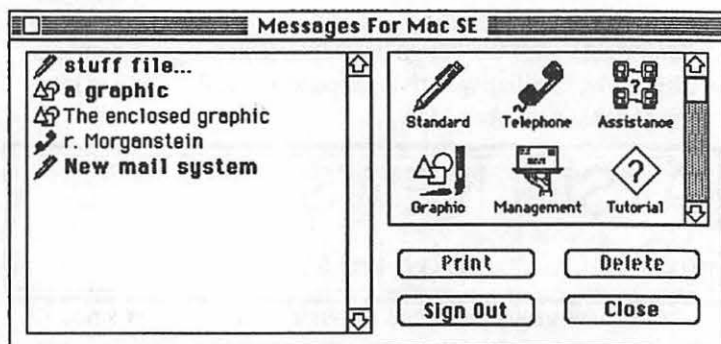 Messages For Mac SE
stuff file...
a graphic
The enclosed graphic
r. Morganstein
New mail system
Standard Telephone Assistance
Graphic Management Tutorial
Print Delete
Sign Out Close